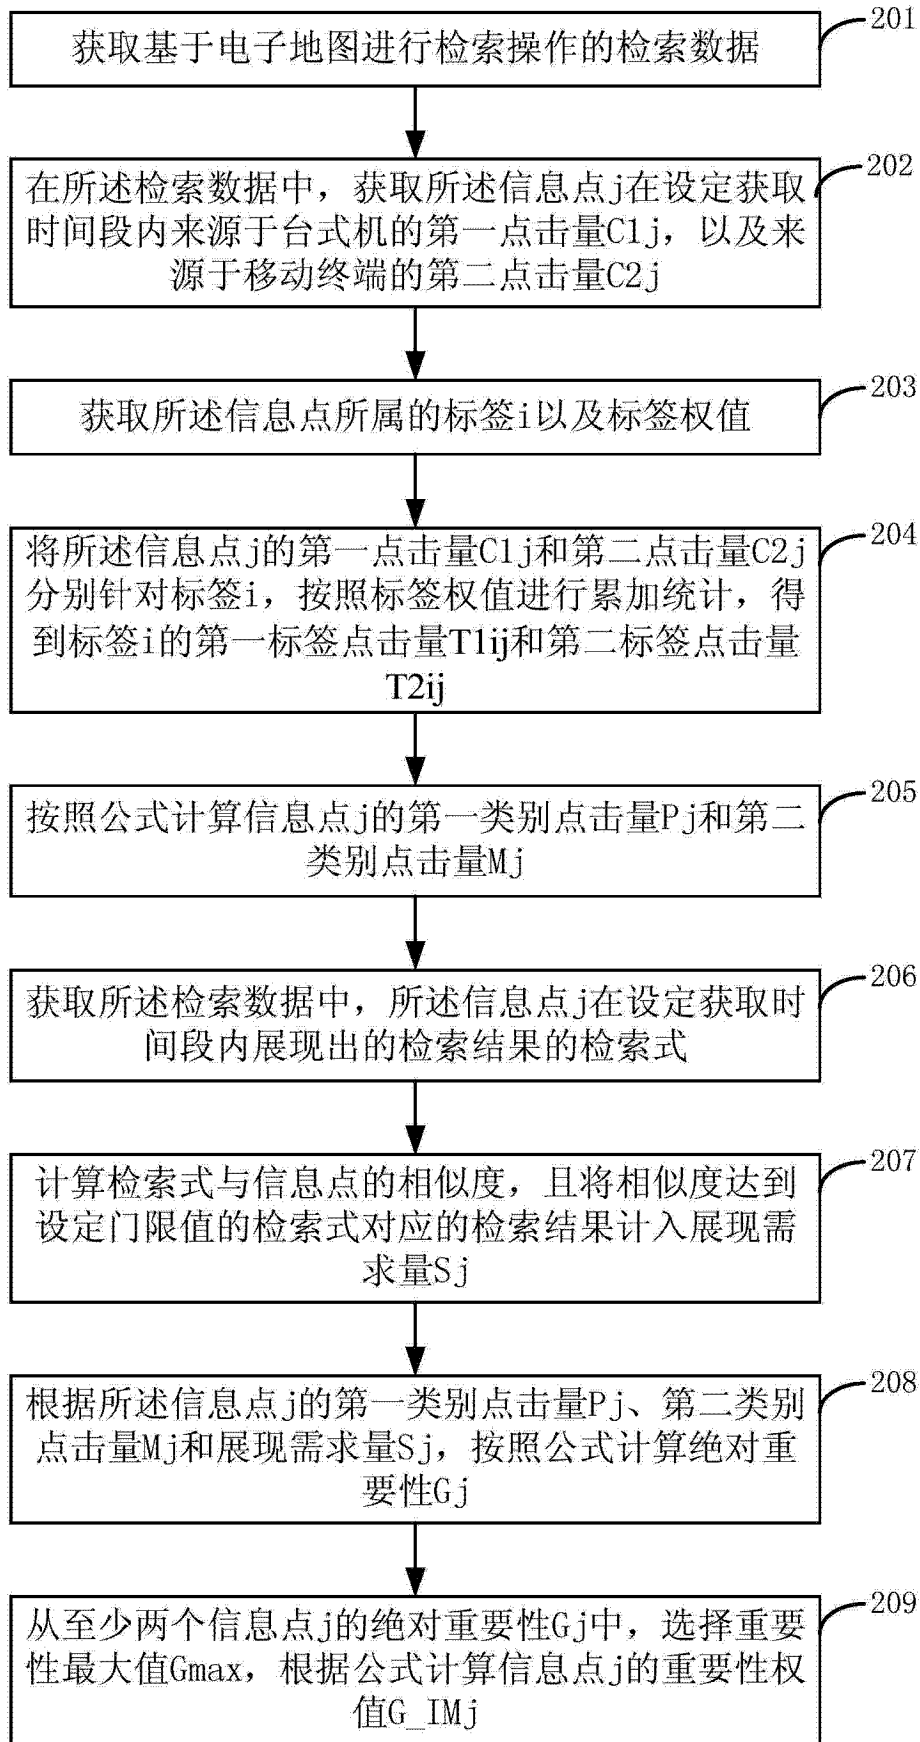 获取基于电子地图进行检索操作的检索数据
201
在所述检索数据中，获取所述信息点j在设定获取
时间段内来源于台式机的第一点击量C1j，以及来
源于移动终端的第二点击量C2j
202
获取所述信息点所属的标签i以及标签权值
203
将所述信息点j的第一点击量C1j和第二点击量C2j
分别针对标签i，按照标签权值进行累加统计，得
到标签i的第一标签点击量T1ij和第二标签点击量
T2ij
204
按照公式计算信息点j的第一类别点击量Pj和第二
类别点击量Mj
205
获取所述检索数据中，所述信息点j在设定获取时
间段内展现出的检索结果的检索式
206
计算检索式与信息点的相似度，且将相似度达到
设定门限值的检索式对应的检索结果计入展现需
求量Sj
207
根据所述信息点j的第一类别点击量Pj、第二类别
点击量Mj和展现需求量Sj，按照公式计算绝对重
要性Gj
208
从至少两个信息点j的绝对重要性Gj中，选择重要
性最大值Gmax，根据公式计算信息点j的重要性权
值G_IMj
209